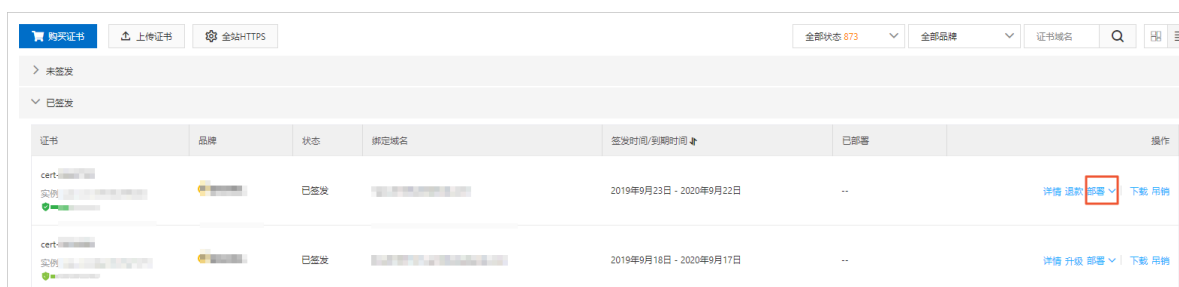 购买证书 上传证书 全站HTTPS 全部状态 873 全部品牌 证书域名
未签发
已签发
证书 品牌 状态 绑定域名 签发时间/到期时间 已部署 操作
cert-
实例
已签发 2019年9月23日 - 2020年9月22日 -- 详情 退款 部署 下载 吊销
cert-
实例
已签发 2019年9月18日 - 2020年9月17日 -- 详情 升级 部署 下载 吊销